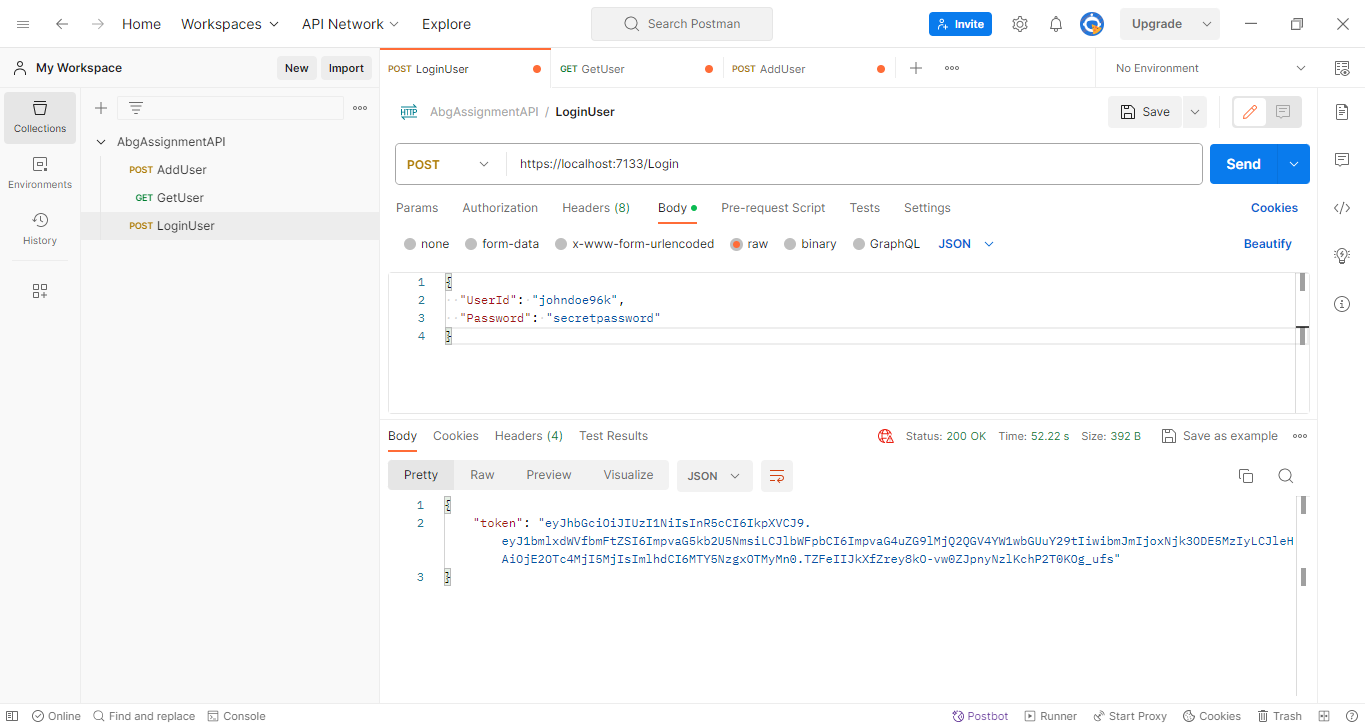 Home Workspaces API Network Explore Search Postman Invite Upgrade
My Workspace New Import
POST LoginUser GET GetUser POST AddUser No Environment
Collections
Environments
History
AbgAssignmentAPI
POST AddUser
GET GetUser
POST LoginUser
HTTP AbgAssignmentAPI / LoginUser Save
POST https://localhost:7133/Login Send
Params Authorization Headers (8) Body Pre-request Script Tests Settings Cookies
none form-data x-www-form-urlencoded raw binary GraphQL JSON Beautify
1 {
2 "UserId": "johndoe96k",
3 "Password": "secretpassword"
4 }
Body Cookies Headers (4) Test Results Status: 200 OK Time: 52.22 s Size: 392 B Save as example
Pretty Raw Preview Visualize JSON
1 {
2 "token": "eyJhbGciOiJIUzI1NiIsInR5cCI6IkpXVCJ9.
eyJ1bmlxdWVfbmFtZSI6ImpvaG5kb2U5NmsiLCJlbWFpbCI6ImpvaG4uZG9lMjQ2QGV4YW1wbGUuY29tIiwibmJmIjoxNjk3ODE5MzIyLCJleH
AiOjE2OTc4MjI5MjIsImlhdCI6MTY5NzgxOTMyMn0.TZFeIIJkXfZrey8kO-vw0ZJpnyNzlKchP2T0KOg_ufs"
3 }
Online Find and replace Console Postbot Runner Start Proxy Cookies Trash